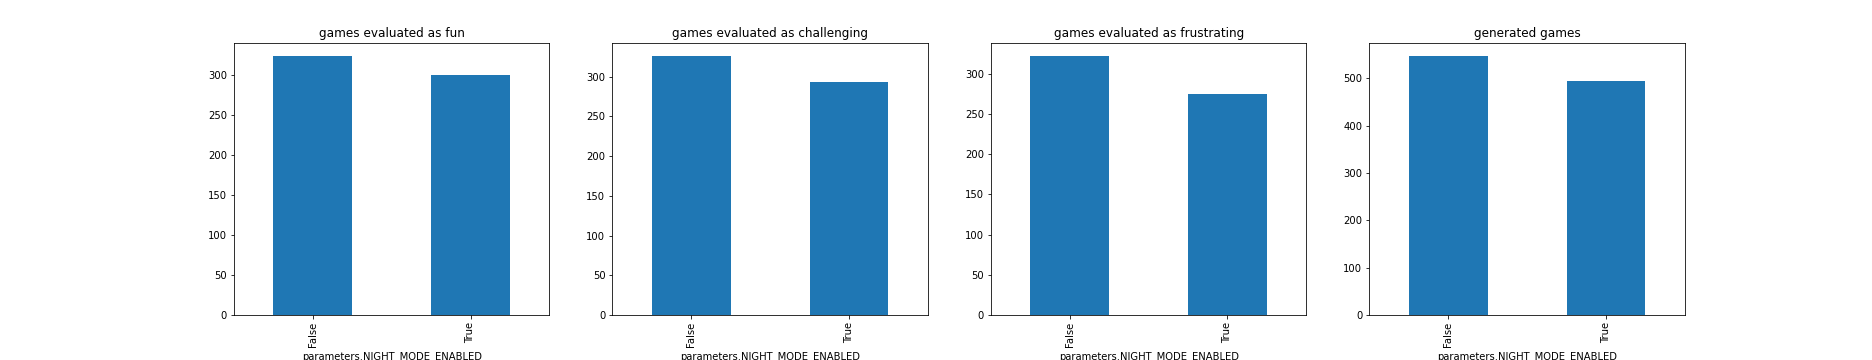 games evaluated as fun
300
250
200
150
100
50
0
False
True
parameters.NIGHT_MODE_ENABLED
games evaluated as challenging
300
250
200
150
100
50
0
False
True
parameters.NIGHT_MODE_ENABLED
games evaluated as frustrating
300
250
200
150
100
50
0
False
True
parameters.NIGHT_MODE_ENABLED
generated games
500
400
300
200
100
0
False
True
parameters.NIGHT_MODE_ENABLED